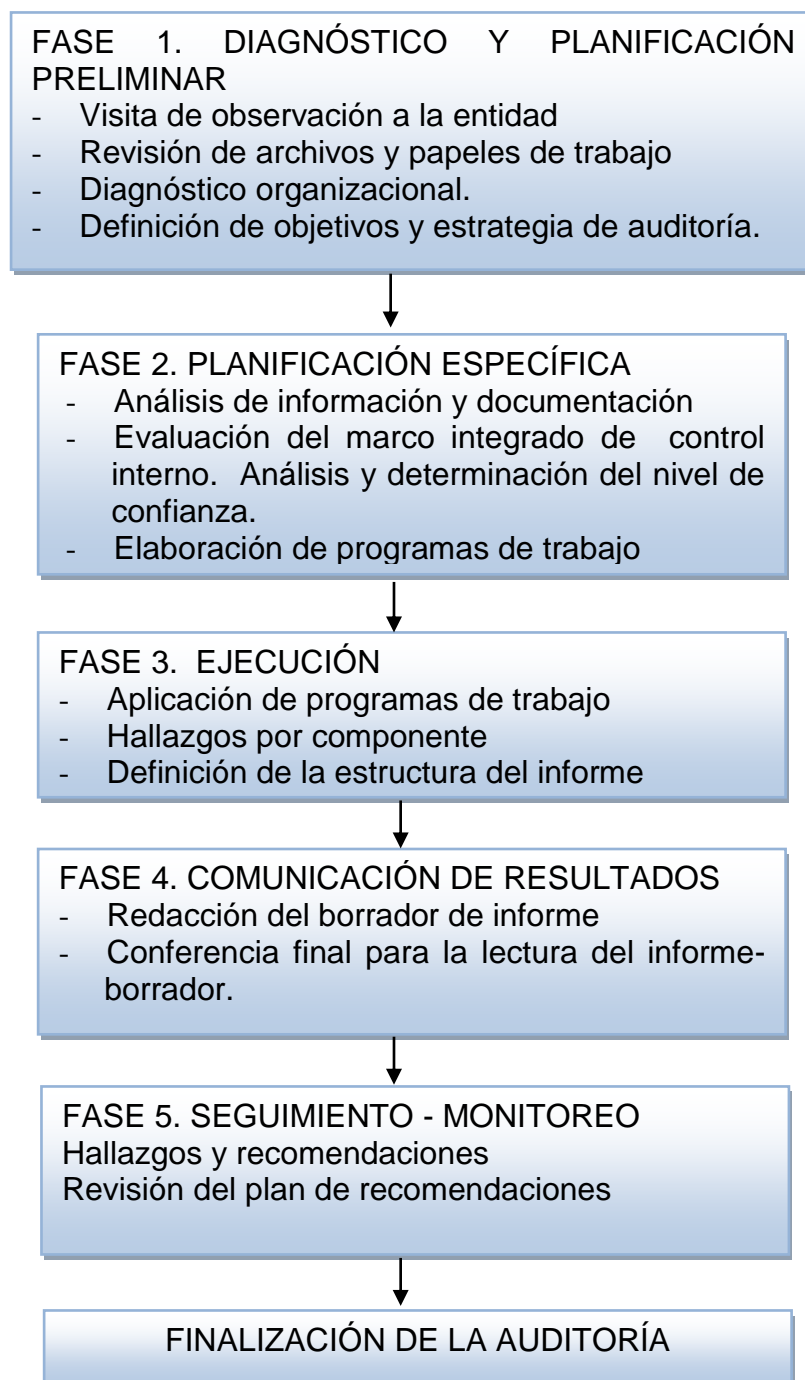 FASE 1. DIAGNÓSTICO Y PLANIFICACIÓN
PRELIMINAR
- Visita de observación a la entidad
- Revisión de archivos y papeles de trabajo
- Diagnóstico organizacional.
- Definición de objetivos y estrategia de auditoría.
FASE 2. PLANIFICACIÓN ESPECÍFICA
- Análisis de información y documentación
- Evaluación del marco integrado de control
interno. Análisis y determinación del nivel de
confianza.
- Elaboración de programas de trabajo
FASE 3. EJECUCIÓN
- Aplicación de programas de trabajo
- Hallazgos por componente
- Definición de la estructura del informe
FASE 4. COMUNICACIÓN DE RESULTADOS
- Redacción del borrador de informe
- Conferencia final para la lectura del informe-
borrador.
FASE 5. SEGUIMIENTO - MONITOREO
Hallazgos y recomendaciones
Revisión del plan de recomendaciones
FINALIZACIÓN DE LA AUDITORÍA